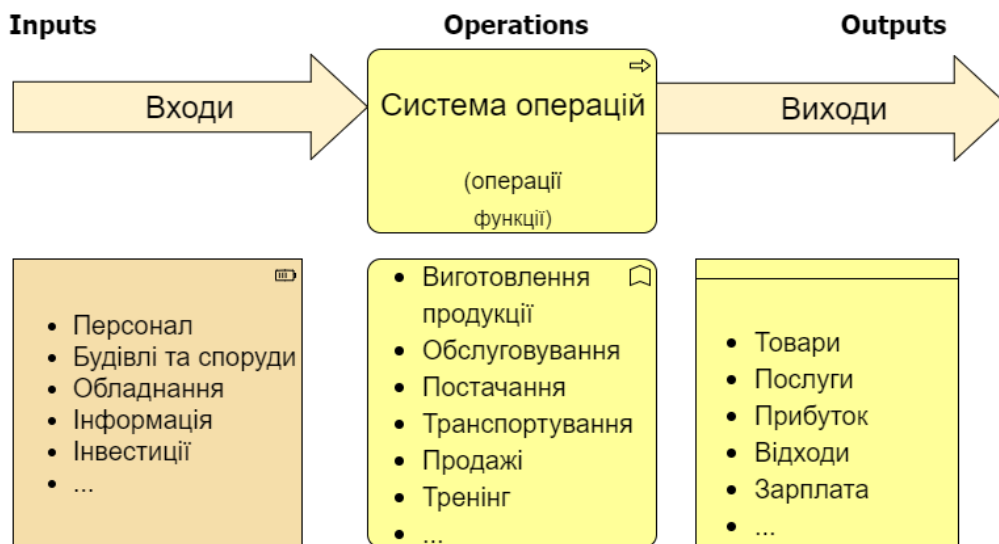 Inputs
Operations
Outputs
Входи
Система операцій
(операції
функції)
Виходи
• Персонал
• Будівлі та споруди
• Обладнання
• Інформація
• Інвестиції
• ...
• Виготовлення
продукції
• Обслуговування
• Постачання
• Транспортування
• Продажі
• Тренінг
• ...
• Товари
• Послуги
• Прибуток
• Відходи
• Зарплата
• ...